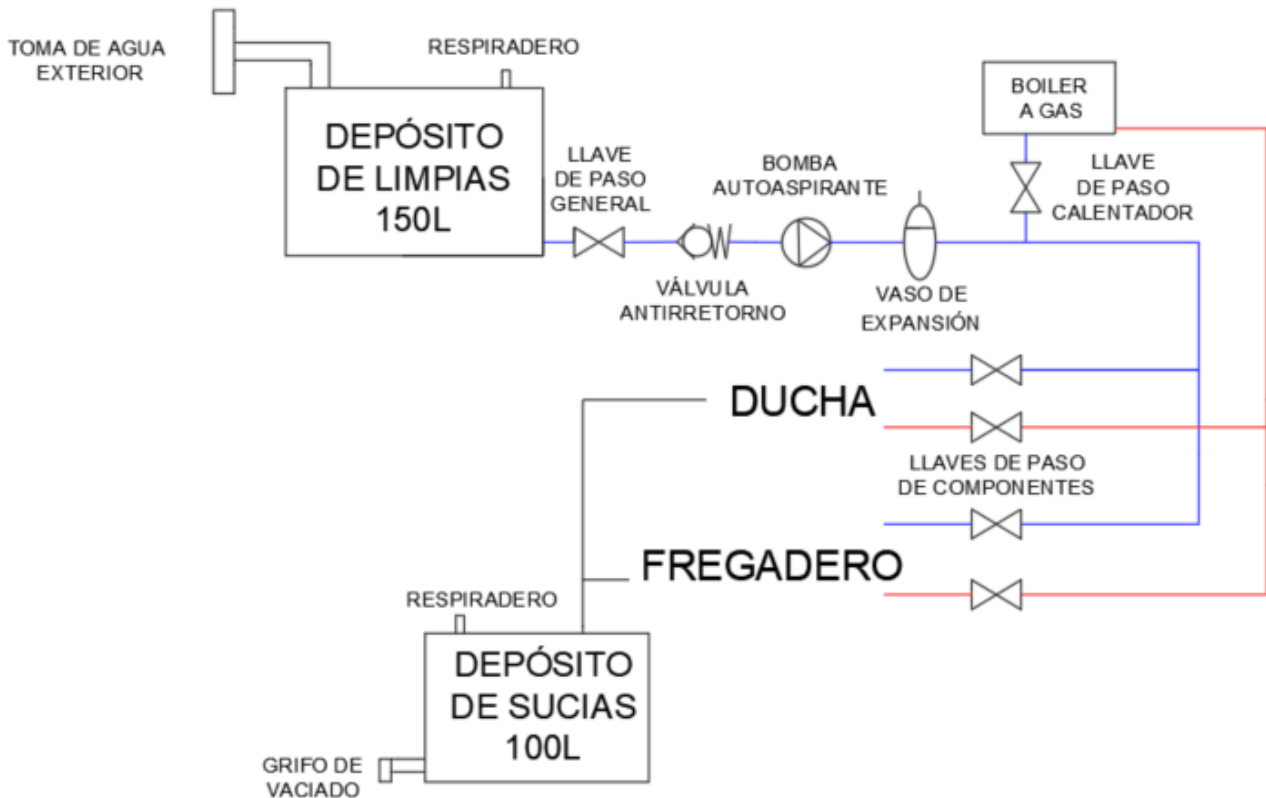 TOMA DE AGUA
EXTERIOR
RESPIRADERO
DEPÓSITO
DE LIMPIAS
150L
LLAVE
DE PASO
GENERAL
VÁLVULA
ANTIRRETORNO
BOMBA
AUTOASPIRANTE
VASO DE
EXPANSIÓN
BOILER
A GAS
LLAVE
DE PASO
CALENTADOR
DUCHA
LLAVES DE PASO
DE COMPONENTES
FREGADERO
RESPIRADERO
DEPÓSITO
DE SUCIAS
100L
GRIFO DE
VACIADO